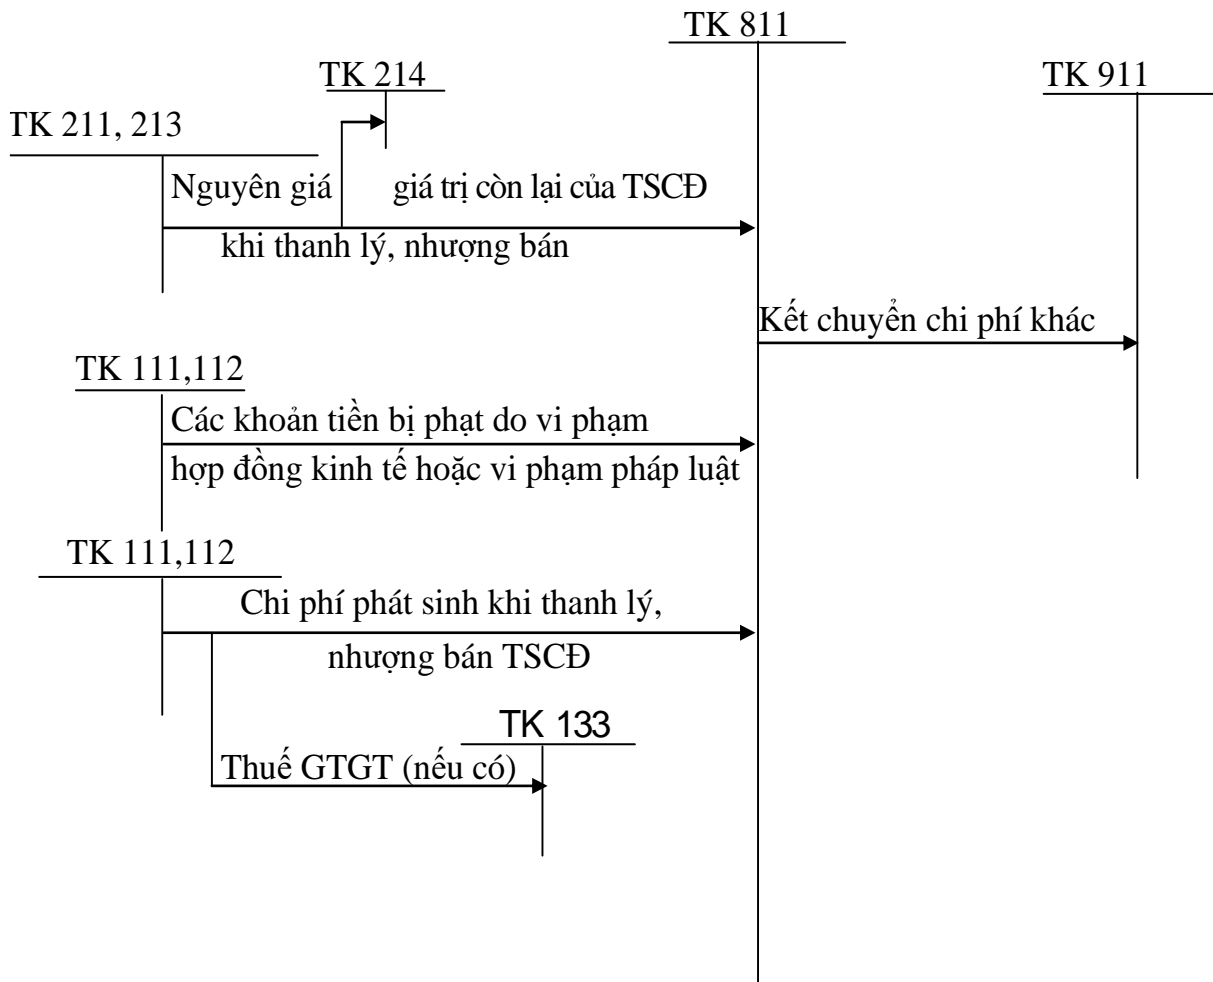 TK 811
TK 214
TK 911
TK 211, 213
Nguyên giá
giá trị còn lại của TSCĐ
khi thanh lý, nhượng bán
Kết chuyển chi phí khác
TK 111,112
Các khoản tiền bị phạt do vi phạm
hợp đồng kinh tế hoặc vi phạm pháp luật
TK 111,112
Chi phí phát sinh khi thanh lý,
nhượng bán TSCĐ
TK 133
Thuế GTGT (nếu có)